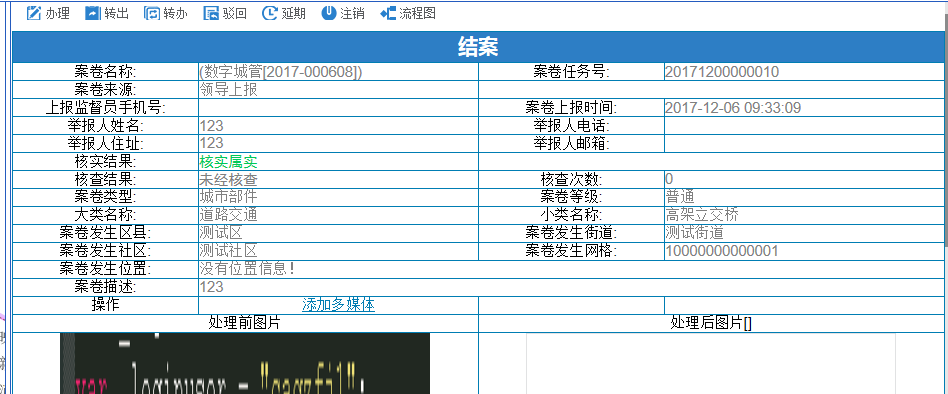 办理 转出 转办 驳回 延期 注销 流程图
结案
案卷名称: (数字城管[2017-000608]) 案卷任务号: 20171200000010
案卷来源: 领导上报
上报监督员手机号: 案卷上报时间: 2017-12-06 09:33:09
举报人姓名: 123 举报人电话:
举报人住址: 123 举报人邮箱:
核实结果: 核实属实
核查结果: 未经核查 核查次数: 0
案卷类型: 城市部件 案卷等级: 普通
大类名称: 道路交通 小类名称: 高架立交桥
案卷发生区县: 测试区 案卷发生街道: 测试街道
案卷发生社区: 测试社区 案卷发生网格: 10000000000001
案卷发生位置: 没有位置信息!
案卷描述: 123
操作 添加多媒体
处理前图片 处理后图片[]
var loginuser =